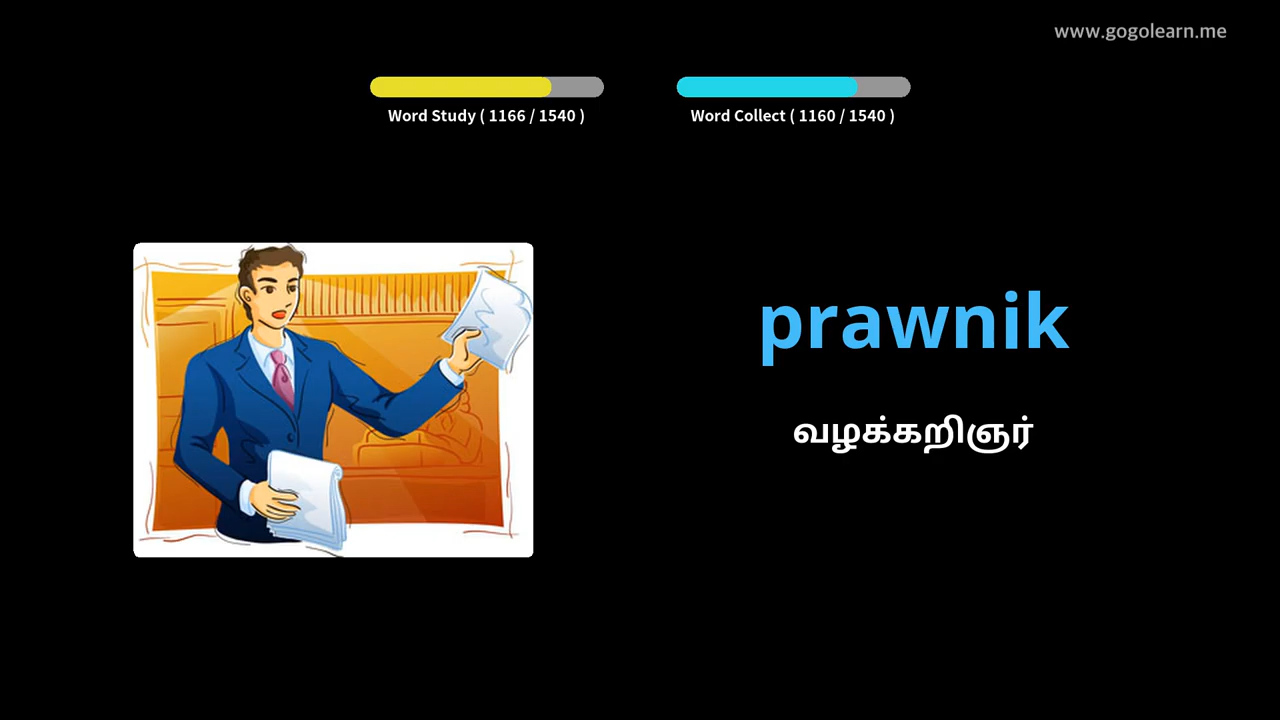 www.gogolearn.me
Word Study ( 1166 / 1540 )
Word Collect ( 1160 / 1540 )
prawnik
வழக்கறிஞர்